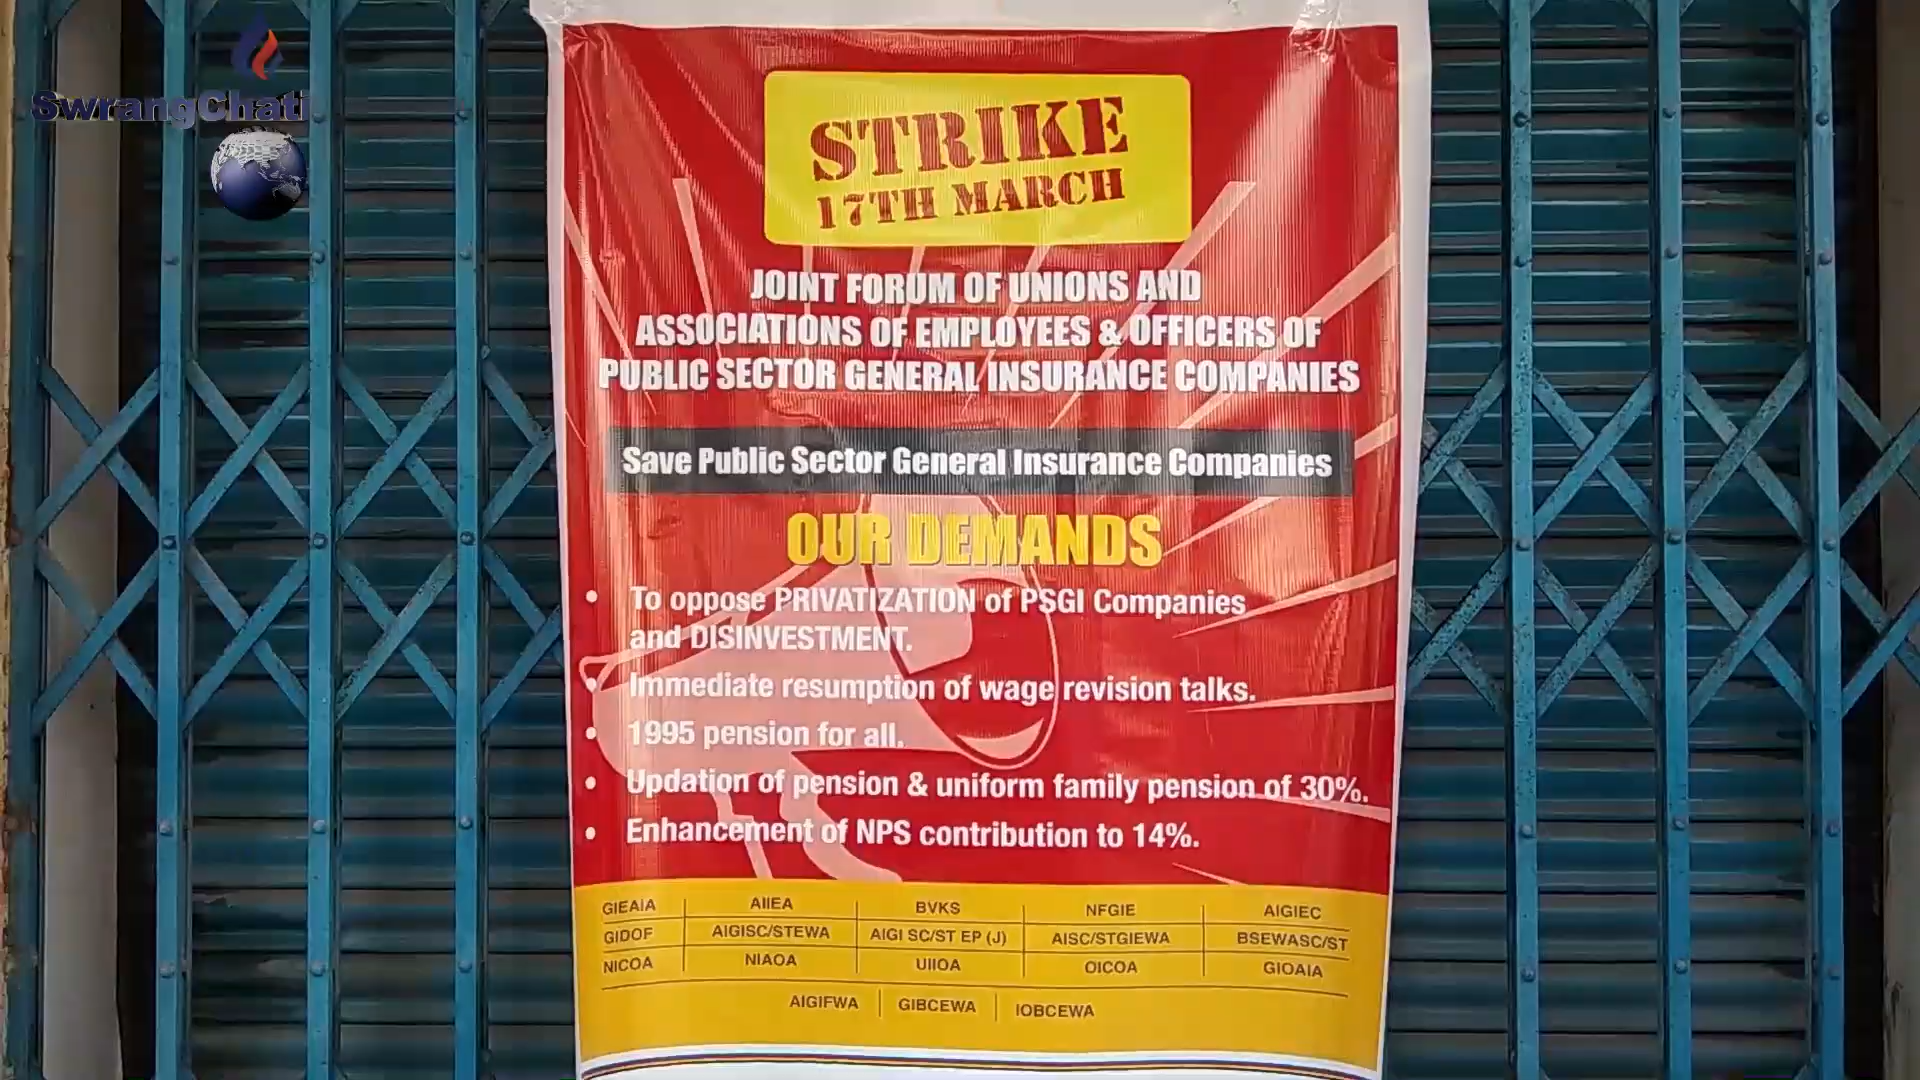 SwrangChati
STRIKE
17TH MARCH
JOINT FORUM OF UNIONS AND
ASSOCIATIONS OF EMPLOYEES & OFFICERS OF
PUBLIC SECTOR GENERAL INSURANCE COMPANIES
Save Public Sector General Insurance Companies
OUR DEMANDS
• To oppose PRIVATIZATION of PSGI Companies
and DISINVESTMENT.
• Immediate resumption of wage revision talks.
• 1995 pension for all.
• Updation of pension & uniform family pension of 30%.
• Enhancement of NPS contribution to 14%.
GIEAIA AIIEA BVKS NFGIE AIGIEC
GIDOF AIGISC/STEWA AIGI SC/ST EP (J) AISC/STGIEWA BSEWASC/ST
NICOA NIAOA UIIOA OICOA GIOAIA
AIGIFWA GIBCEWA IOBCEWA